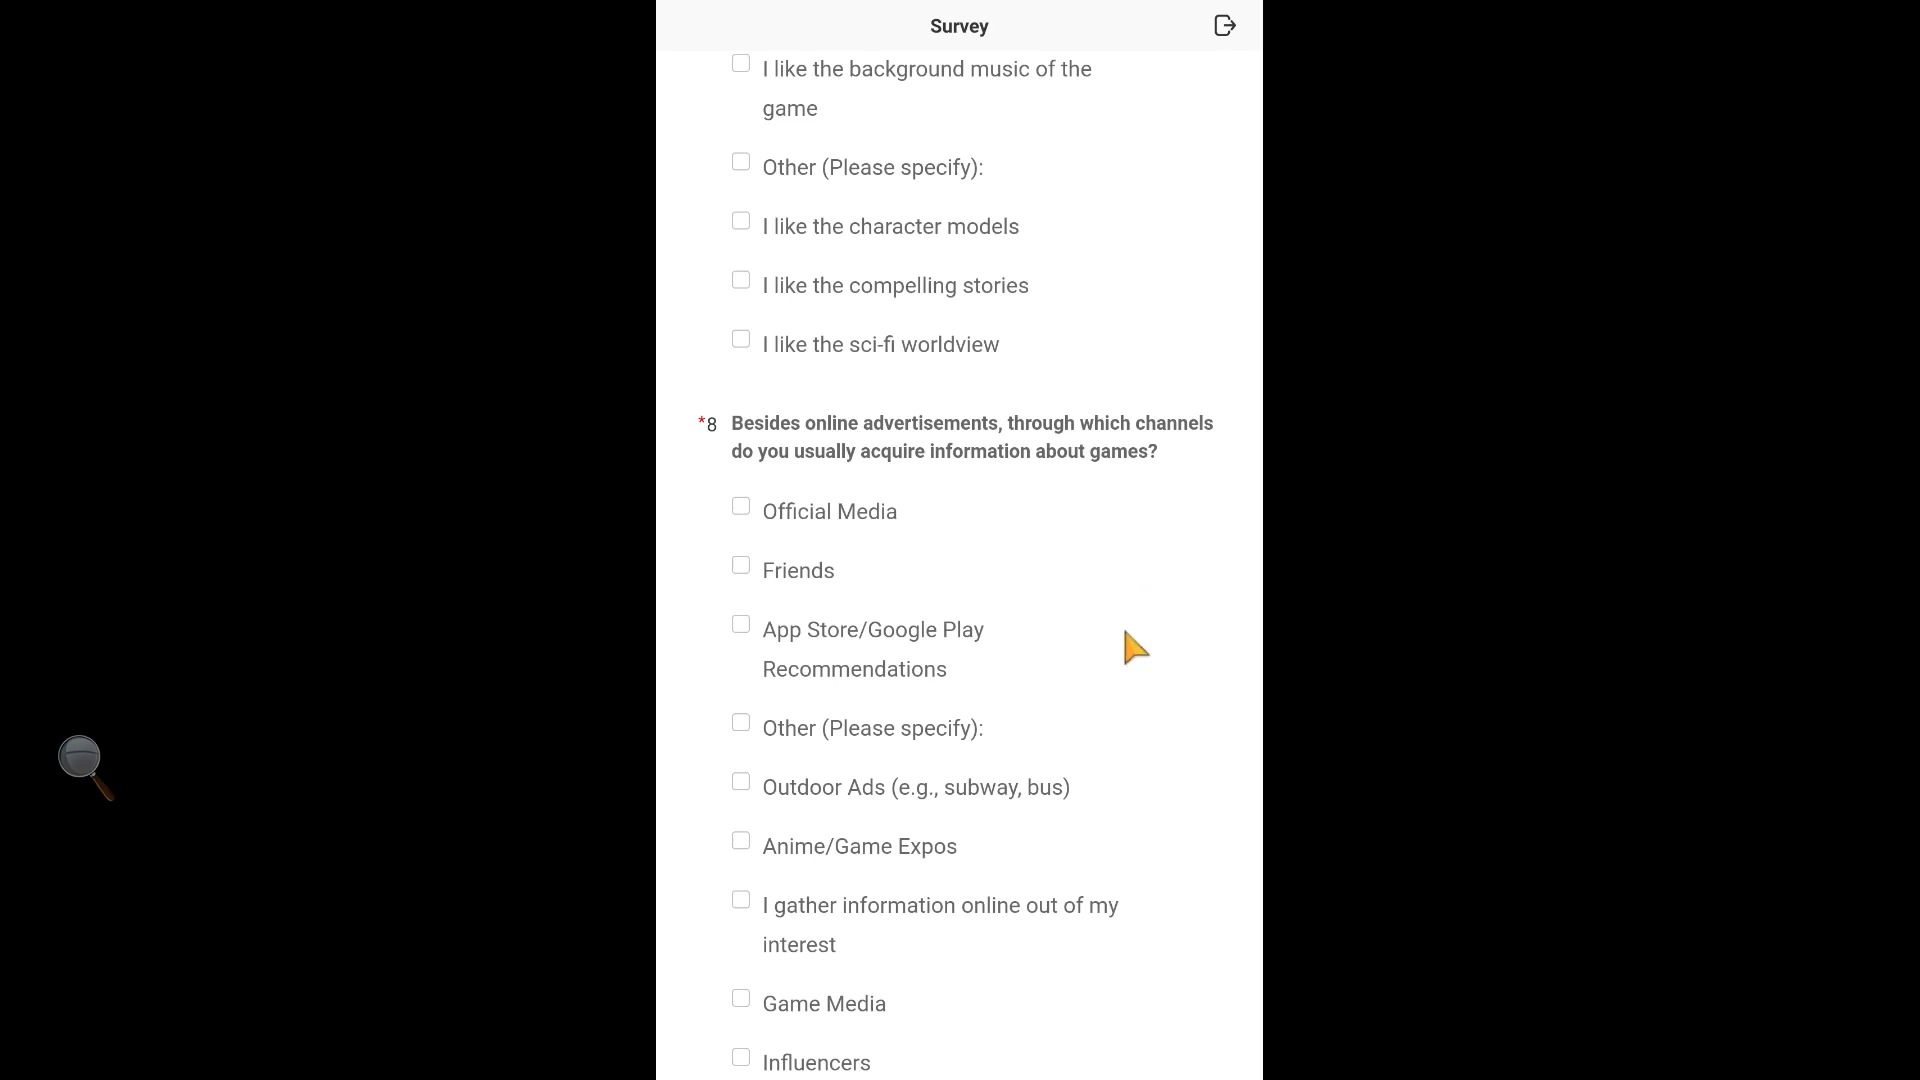 Survey
I like the background music of the
game
Other (Please specify):
I like the character models
I like the compelling stories
I like the sci-fi worldview
*8 Besides online advertisements, through which channels
do you usually acquire information about games?
Official Media
Friends
App Store/Google Play
Recommendations
Other (Please specify):
Outdoor Ads (e.g., subway, bus)
Anime/Game Expos
I gather information online out of my
interest
Game Media
Influencers